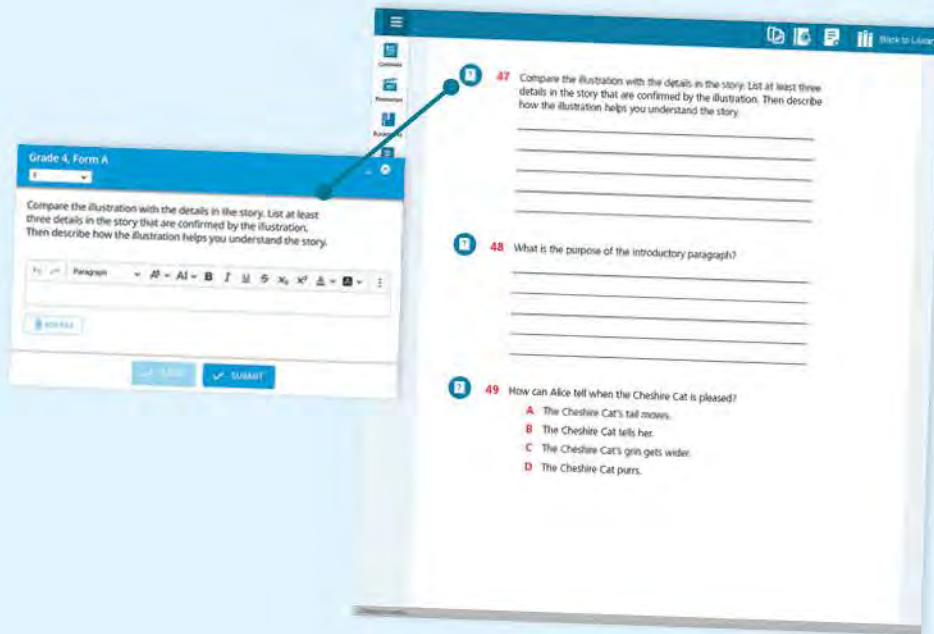 Back to Library
Contents
Resources
Bookmarks
47 Compare the illustration with the details in the story. List at least three
details in the story that are confirmed by the illustration. Then describe
how the illustration helps you understand the story.
48 What is the purpose of the introductory paragraph?
49 How can Alice tell when the Cheshire Cat is pleased?
A The Cheshire Cat's tail moves.
B The Cheshire Cat tells her.
C The Cheshire Cat's grin gets wider.
D The Cheshire Cat purrs.
Grade 4, Form A
Compare the illustration with the details in the story. List at least
three details in the story that are confirmed by the illustration.
Then describe how the illustration helps you understand the story.
Paragraph
B I U S X₂ X² A A
ADD FILE
SUBMIT